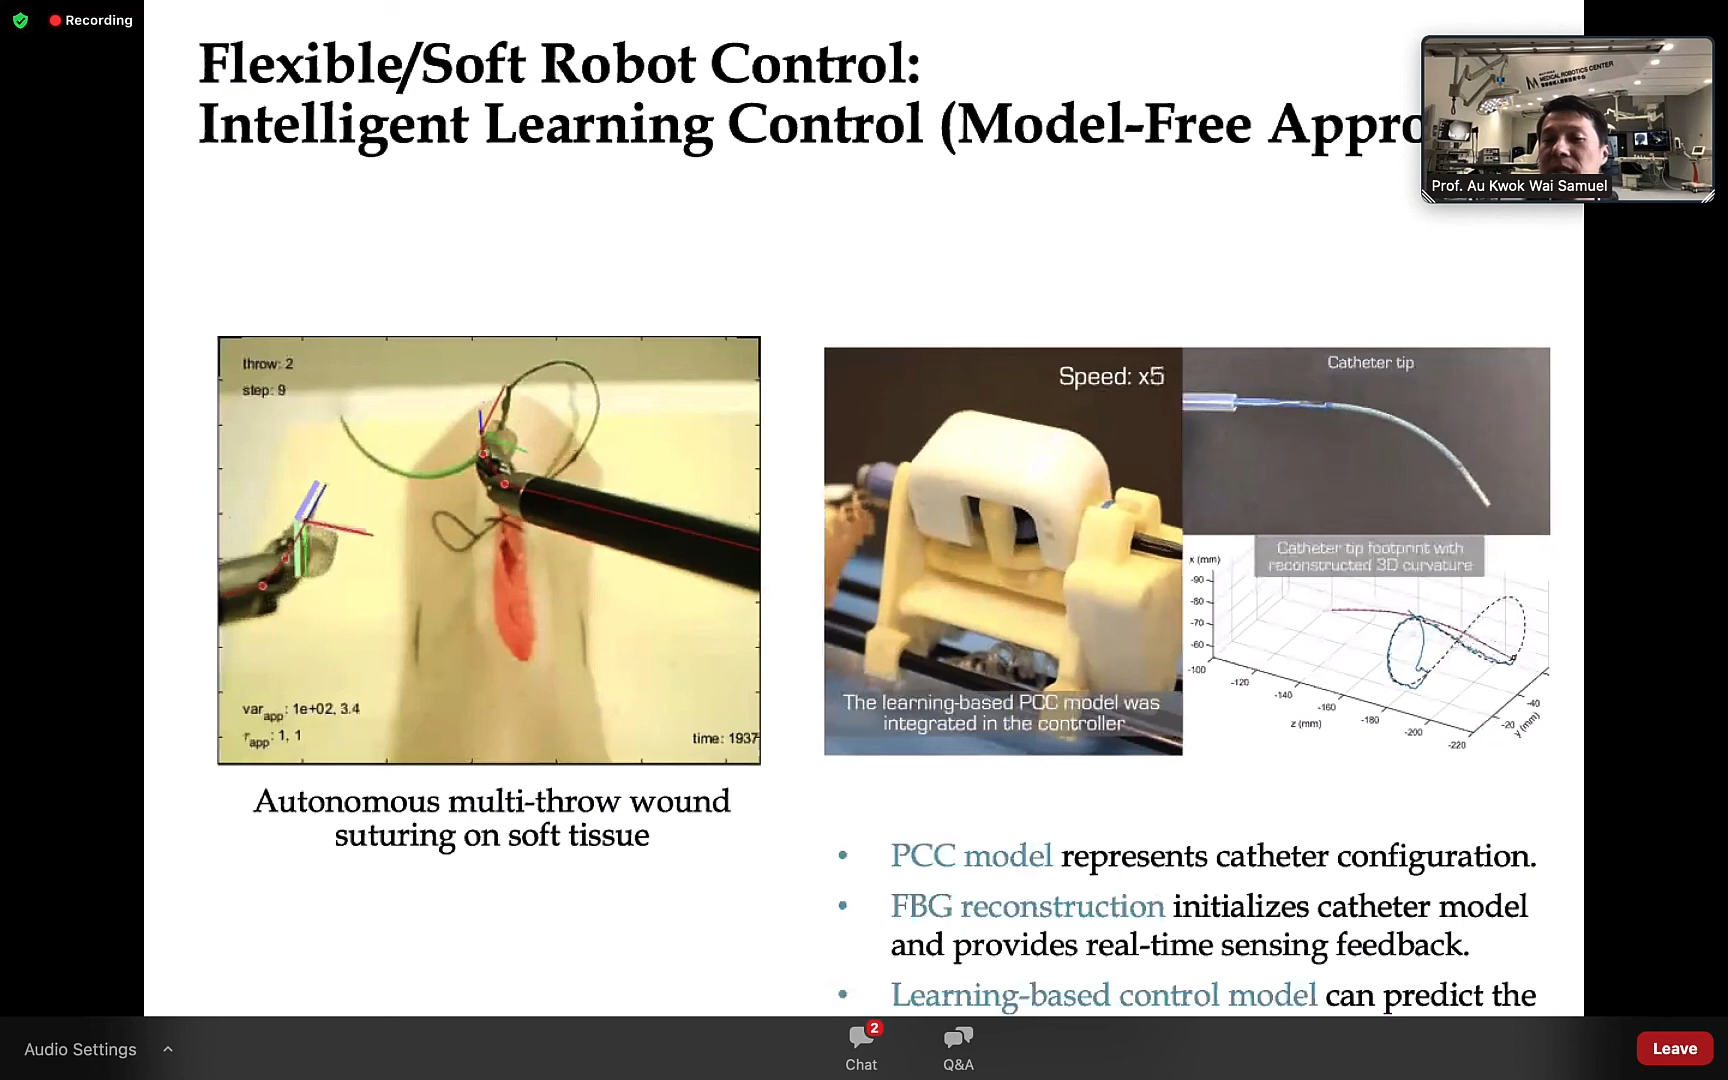 Recording
Flexible/Soft Robot Control:
Intelligent Learning Control (Model-Free Appro
MEDICAL ROBOTICS CENTER
Prof. Au Kwok Wai Samuel
throw: 2
step: 9
var_app: 1e+02, 3.4
r_app: 1, 1
time: 1937
Autonomous multi-throw wound
suturing on soft tissue
Speed: x5
The learning-based PCC model was
integrated in the controller
Catheter tip
Catheter tip footprint with
reconstructed 3D curvature
x (mm)
-90
-80
-70
-60
-100
-120
-140
-160
-180
-200
-220
z (mm)
-40
-20
y (mm)
• PCC model represents catheter configuration.
• FBG reconstruction initializes catheter model
and provides real-time sensing feedback.
• Learning-based control model can predict the
Audio Settings
2
Chat
Q&A
Leave